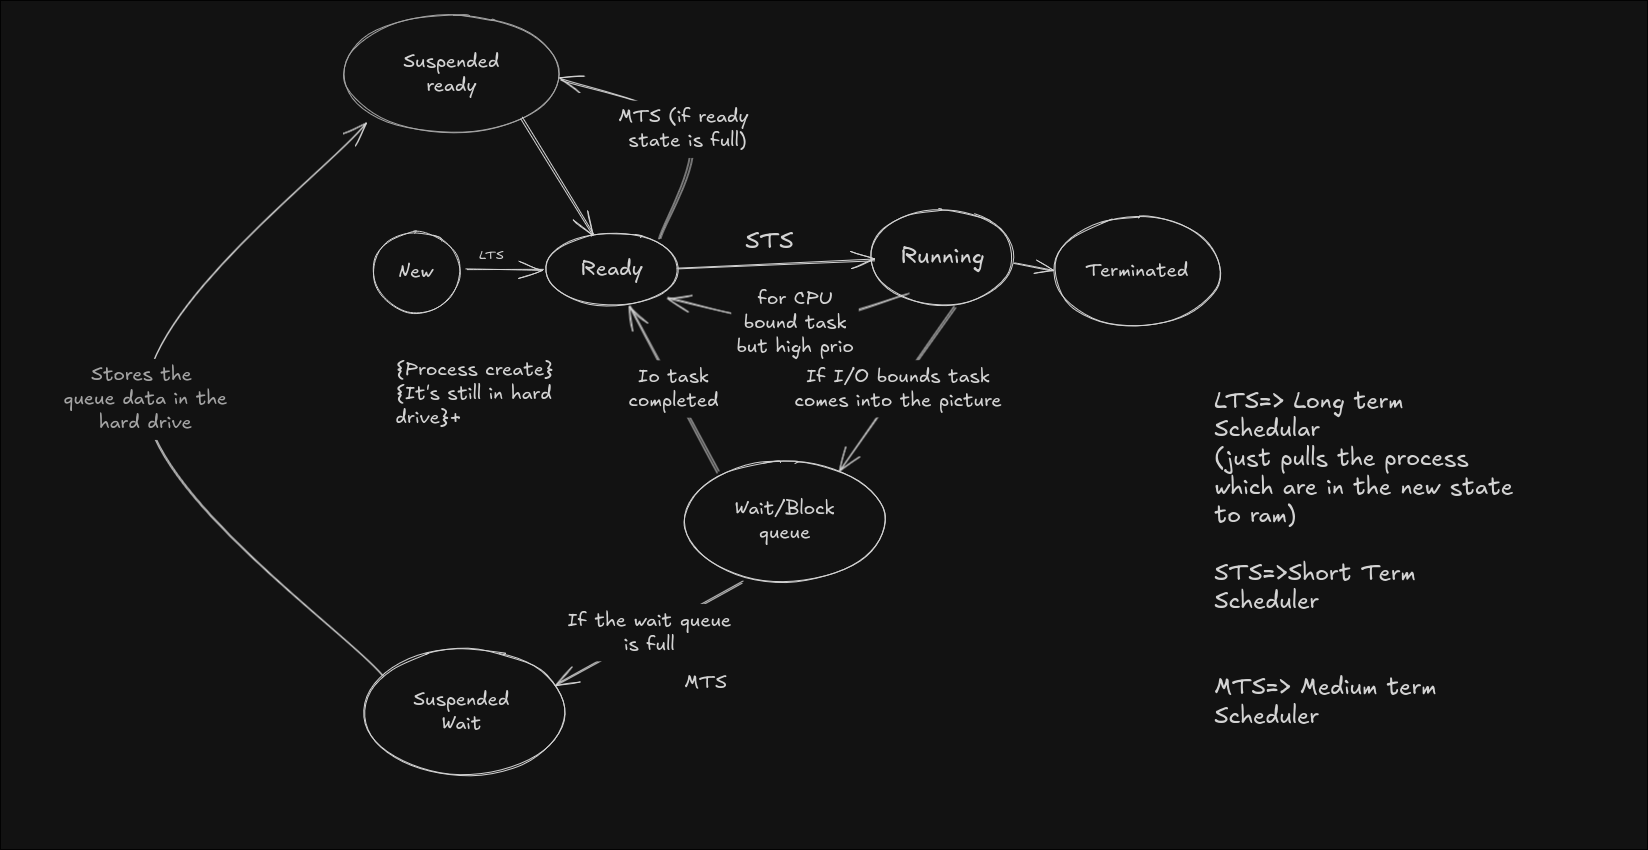 Suspended
ready
MTS (if ready
state is full)
STS
LTS
New
Ready
Running
Terminated
for CPU
bound task
but high prio
{Process create}
{It's still in hard
drive}+
Io task
completed
If I/O bounds task
comes into the picture
Stores the
queue data in the
hard drive
LTS=> Long term
Schedular
(just pulls the process
which are in the new state
to ram)
Wait/Block
queue
STS=>Short Term
Scheduler
If the wait queue
is full
MTS
Suspended
Wait
MTS=> Medium term
Scheduler